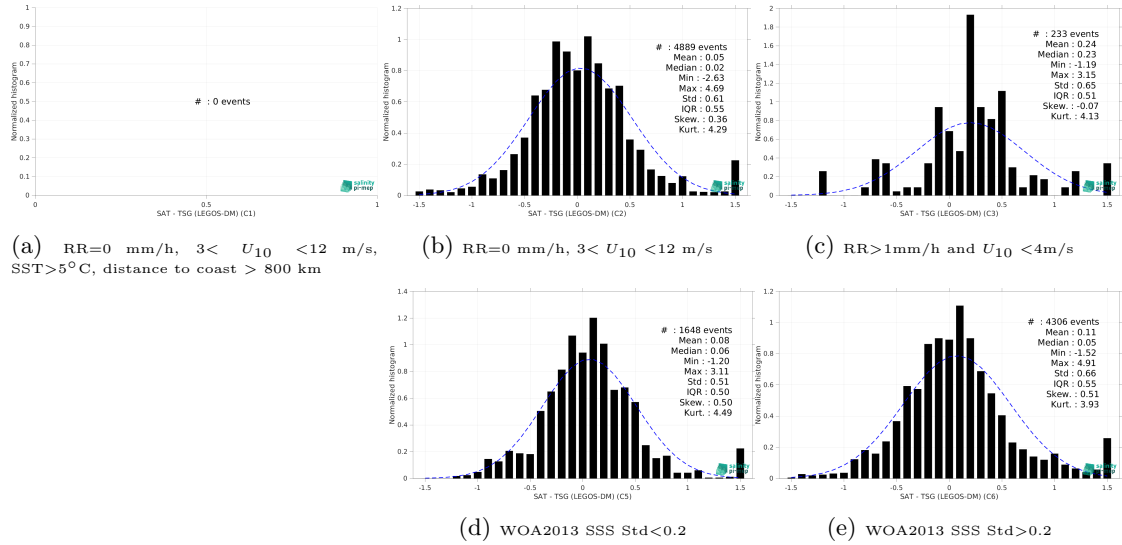 1
0.9
0.8
0.7
0.6
0.5
0.4
0.3
0.2
0.1
0
Normalized histogram
# : 0 events
salinity
pi-mep
0 0.5 1
SAT - TSG (LEGOS-DM) (C1)
(a) RR=0 mm/h, 3< U10 <12 m/s,
SST>5°C, distance to coast > 800 km
1.2
1
0.8
0.6
0.4
0.2
0
Normalized histogram
# : 4889 events
Mean : 0.05
Median : 0.02
Min : -2.63
Max : 4.69
Std : 0.61
IQR : 0.55
Skew. : 0.36
Kurt. : 4.29
salinity
pi-mep
-1.5 -1 -0.5 0 0.5 1 1.5
SAT - TSG (LEGOS-DM) (C2)
(b) RR=0 mm/h, 3< U10 <12 m/s
2
1.8
1.6
1.4
1.2
1
0.8
0.6
0.4
0.2
0
Normalized histogram
# : 233 events
Mean : 0.24
Median : 0.23
Min : -1.19
Max : 3.15
Std : 0.65
IQR : 0.51
Skew. : -0.07
Kurt. : 4.13
salinity
pi-mep
-1.5 -1 -0.5 0 0.5 1 1.5
SAT - TSG (LEGOS-DM) (C3)
(c) RR>1mm/h and U10 <4m/s
1.4
1.2
1
0.8
0.6
0.4
0.2
0
Normalized histogram
# : 1648 events
Mean : 0.08
Median : 0.06
Min : -1.20
Max : 3.11
Std : 0.51
IQR : 0.50
Skew. : 0.50
Kurt. : 4.49
salinity
pi-mep
-1.5 -1 -0.5 0 0.5 1 1.5
SAT - TSG (LEGOS-DM) (C5)
(d) WOA2013 SSS Std<0.2
1.2
1
0.8
0.6
0.4
0.2
0
Normalized histogram
# : 4306 events
Mean : 0.11
Median : 0.05
Min : -1.52
Max : 4.91
Std : 0.66
IQR : 0.55
Skew. : 0.51
Kurt. : 3.93
salinity
pi-mep
-1.5 -1 -0.5 0 0.5 1 1.5
SAT - TSG (LEGOS-DM) (C6)
(e) WOA2013 SSS Std>0.2